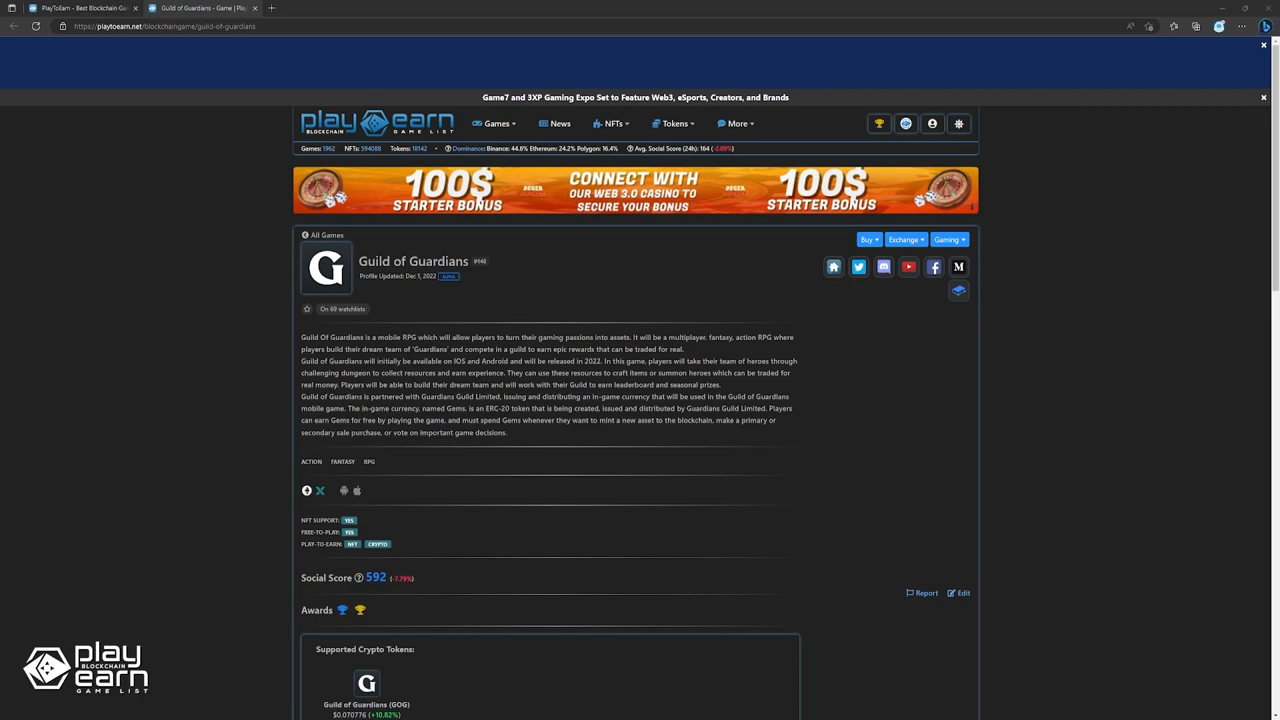 PlayToEarn - Best Blockchain Ga
Guild of Guardians - Game | Play
https://playtoearn.net/blockchaingame/guild-of-guardians
Game7 and 3XP Gaming Expo Set to Feature Web3, eSports, Creators, and Brands
play earn
BLOCKCHAIN GAME LIST
Games
News
NFTs
Tokens
More
Games: 1962 NFTs: 594088 Tokens: 18142 • Dominance: Binance: 44.6% Ethereum: 24.2% Polygon: 16.4% Avg. Social Score (24h): 164 (-2.09%)
100$
STARTER BONUS
CONNECT WITH
OUR WEB 3.0 CASINO TO
SECURE YOUR BONUS
100$
STARTER BONUS
All Games
Buy
Exchange
Gaming
Guild of Guardians #140
Profile Updated: Dec 1, 2022 ALPHA
On 69 watchlists
Guild Of Guardians is a mobile RPG which will allow players to turn their gaming passions into assets. It will be a multiplayer, fantasy, action RPG where
players build their dream team of 'Guardians' and compete in a guild to earn epic rewards that can be traded for real.
Guild of Guardians will initially be available on IOS and Android and will be released in 2022. In this game, players will take their team of heroes through
challenging dungeon to collect resources and earn experience. They can use these resources to craft items or summon heroes which can be traded for
real money. Players will be able to build their dream team and will work with their Guild to earn leaderboard and seasonal prizes.
Guild of Guardians is partnered with Guardians Guild Limited, issuing and distributing an in-game currency that will be used in the Guild of Guardians
mobile game. The in-game currency, named Gems, is an ERC-20 token that is being created, issued and distributed by Guardians Guild Limited. Players
can earn Gems for free by playing the game, and must spend Gems whenever they want to mint a new asset to the blockchain, make a primary or
secondary sale purchase, or vote on important game decisions.
ACTION FANTASY RPG
NFT SUPPORT: YES
FREE-TO-PLAY: YES
PLAY-TO-EARN: NFT CRYPTO
Social Score 592 (-7.79%)
Report
Edit
Awards
Supported Crypto Tokens:
Guild of Guardians (GOG)
$0.070776 (+10.82%)
play
BLOCKCHAIN
earn
GAME LIST